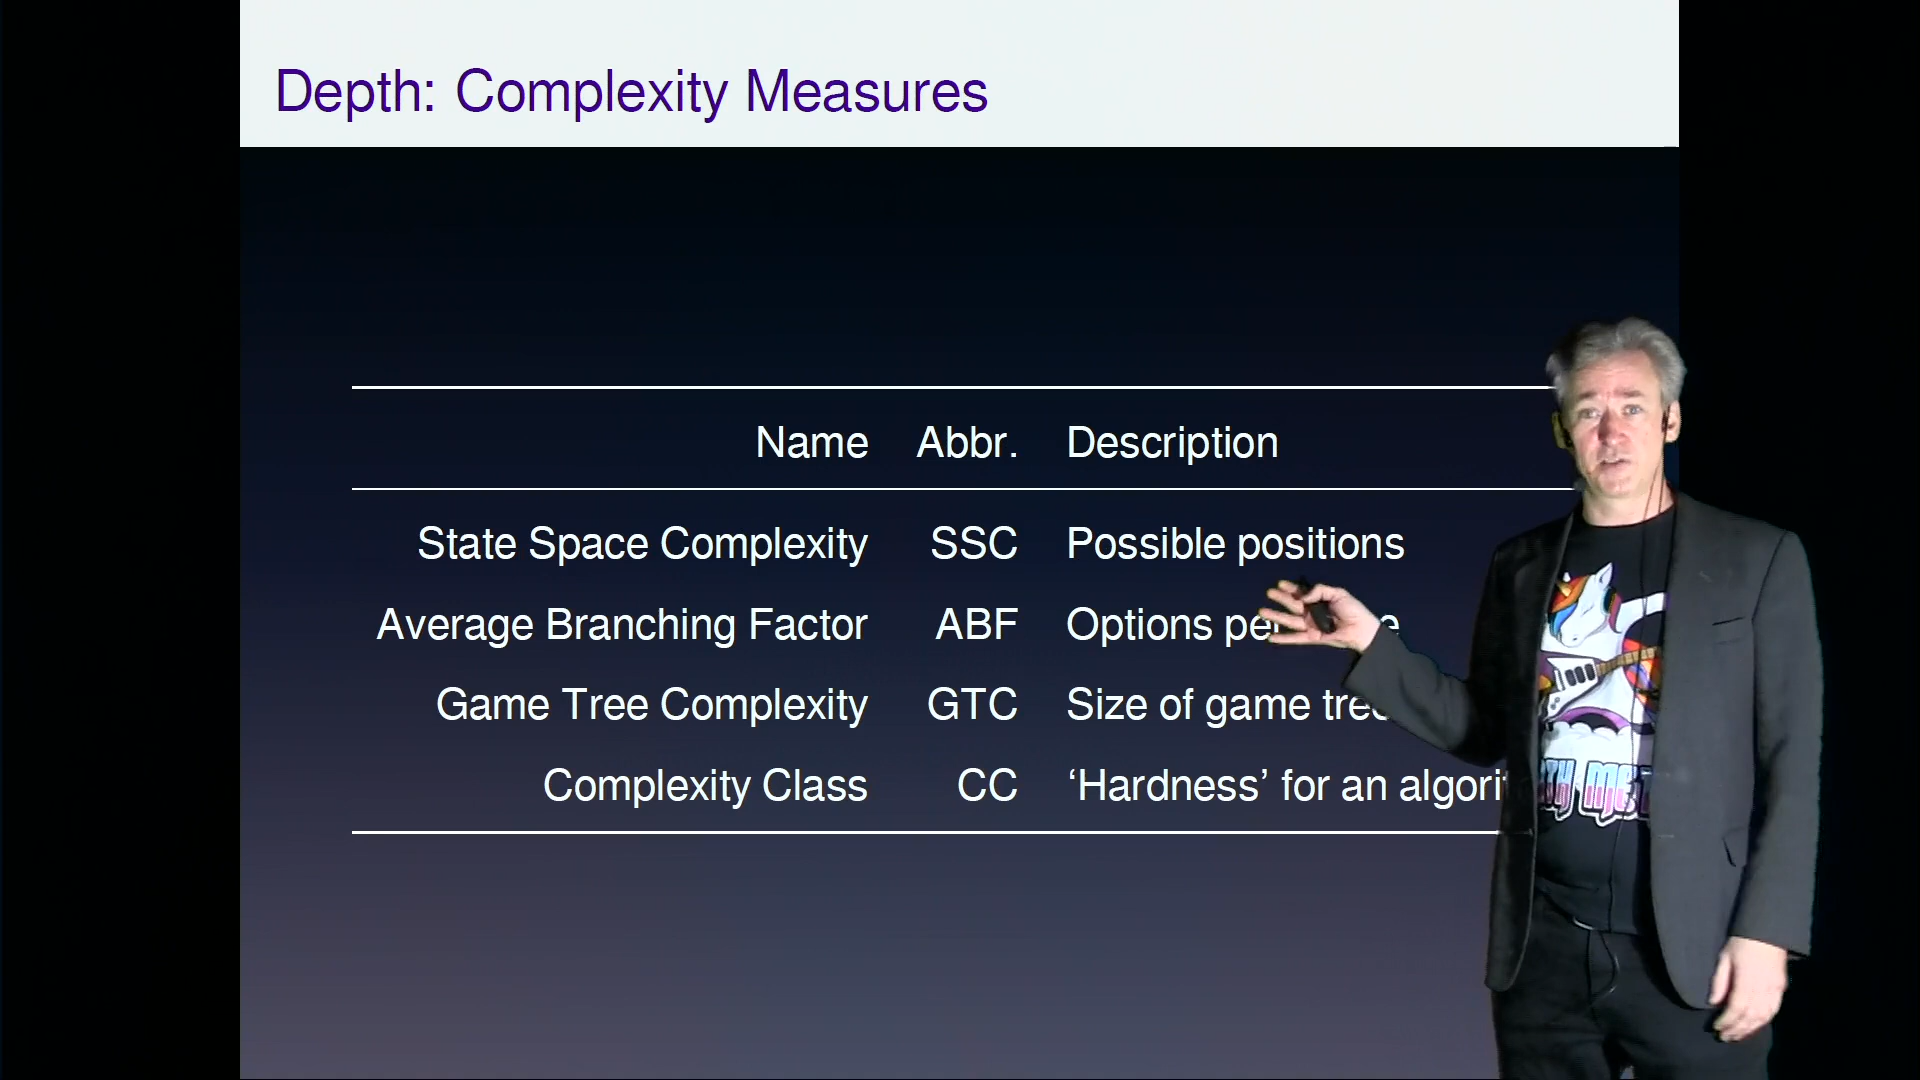 Depth: Complexity Measures
Name Abbr. Description
State Space Complexity SSC Possible positions
Average Branching Factor ABF Options
Game Tree Complexity GTC Size of game tree
Complexity Class CC ‘Hardness’ for an